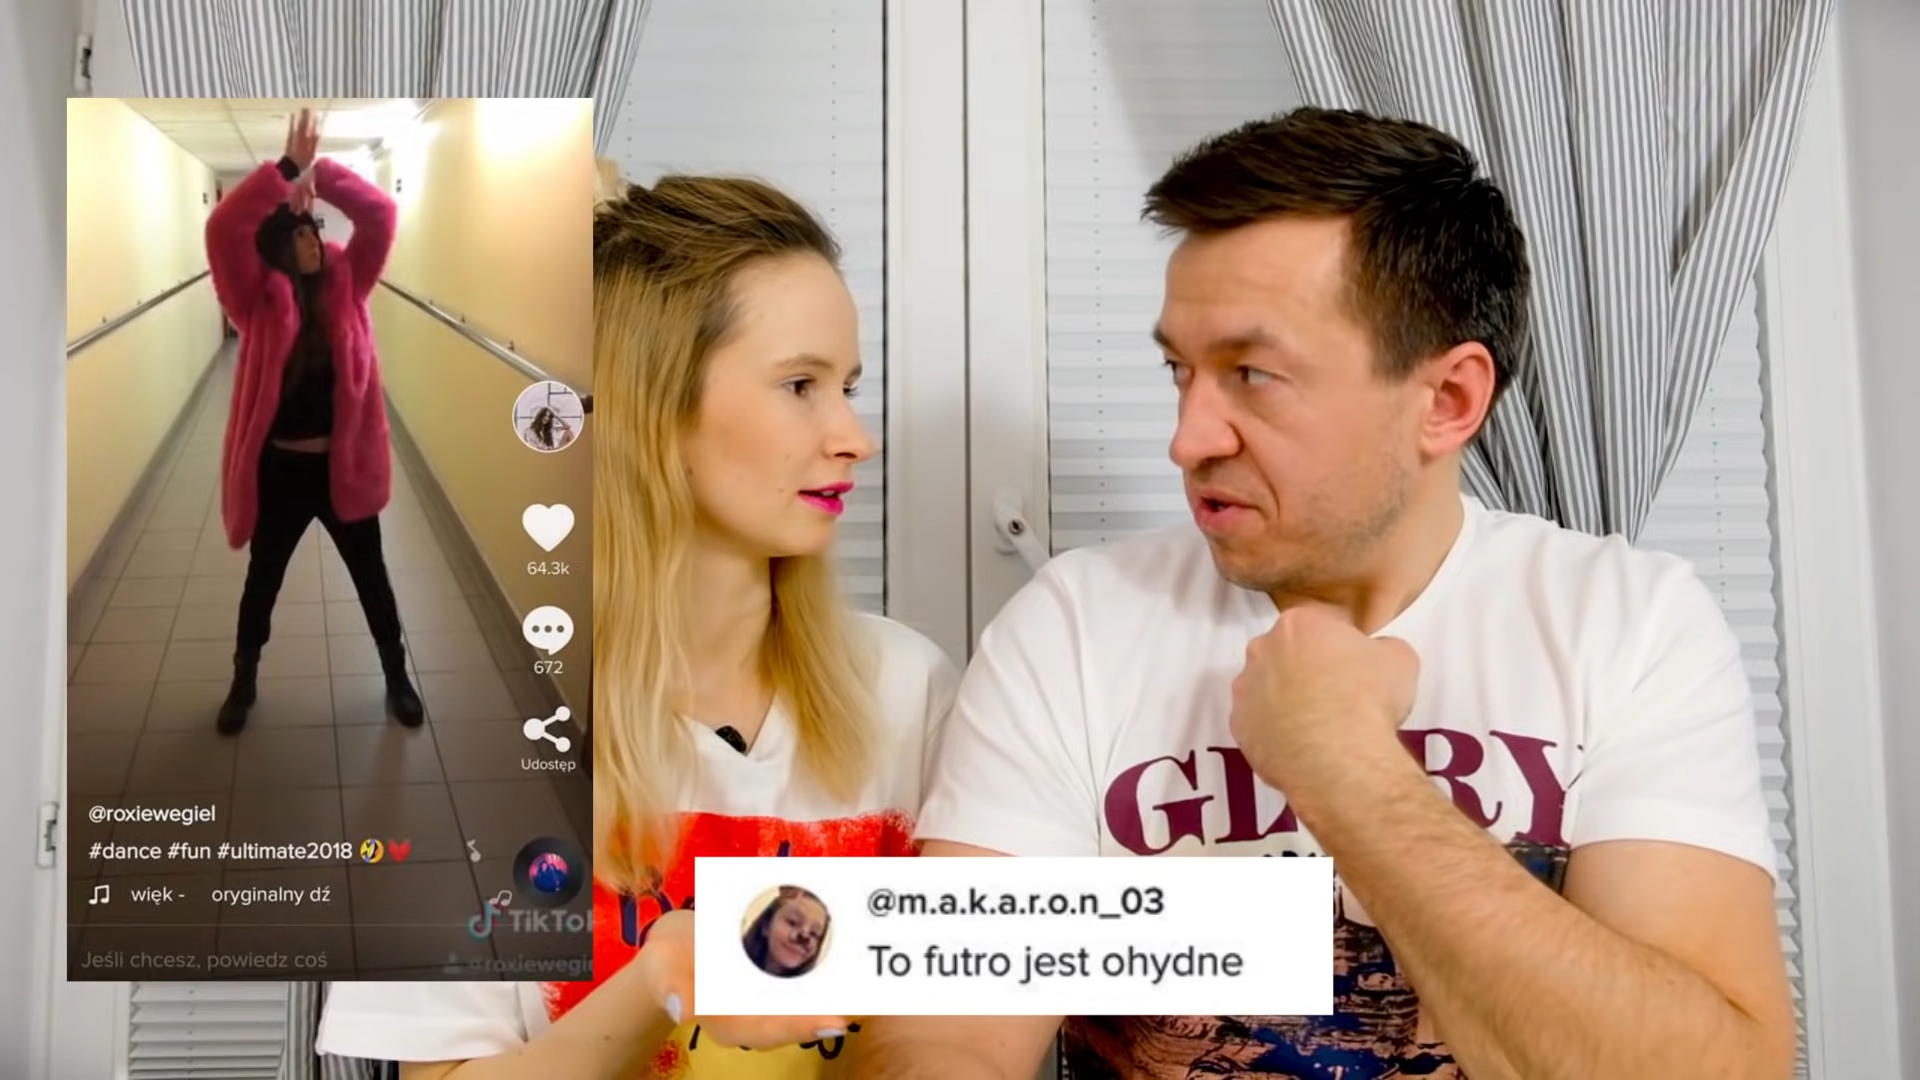 64.3k
672
Udostęp
@roxiewegiel
#dance #fun #ultimate2018 🤣❤️
więk - oryginalny dź
TikTok
@roxiewegiel
Jeśli chcesz, powiedz coś
@m.a.k.a.r.o.n_03
To futro jest ohydne